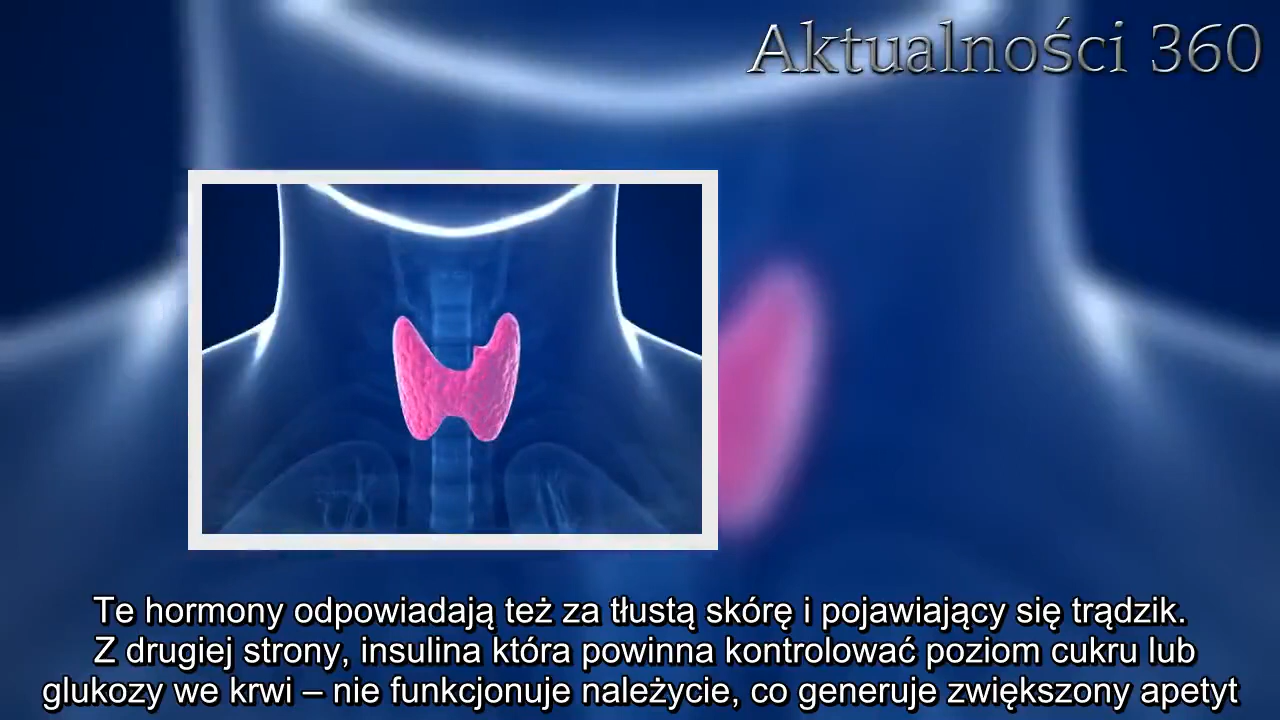 Aktualności 360
Te hormony odpowiadają też za tłustą skórę i pojawiający się trądzik.
Z drugiej strony, insulina która powinna kontrolować poziom cukru lub
glukozy we krwi – nie funkcjonuje należycie, co generuje zwiększony apetyt